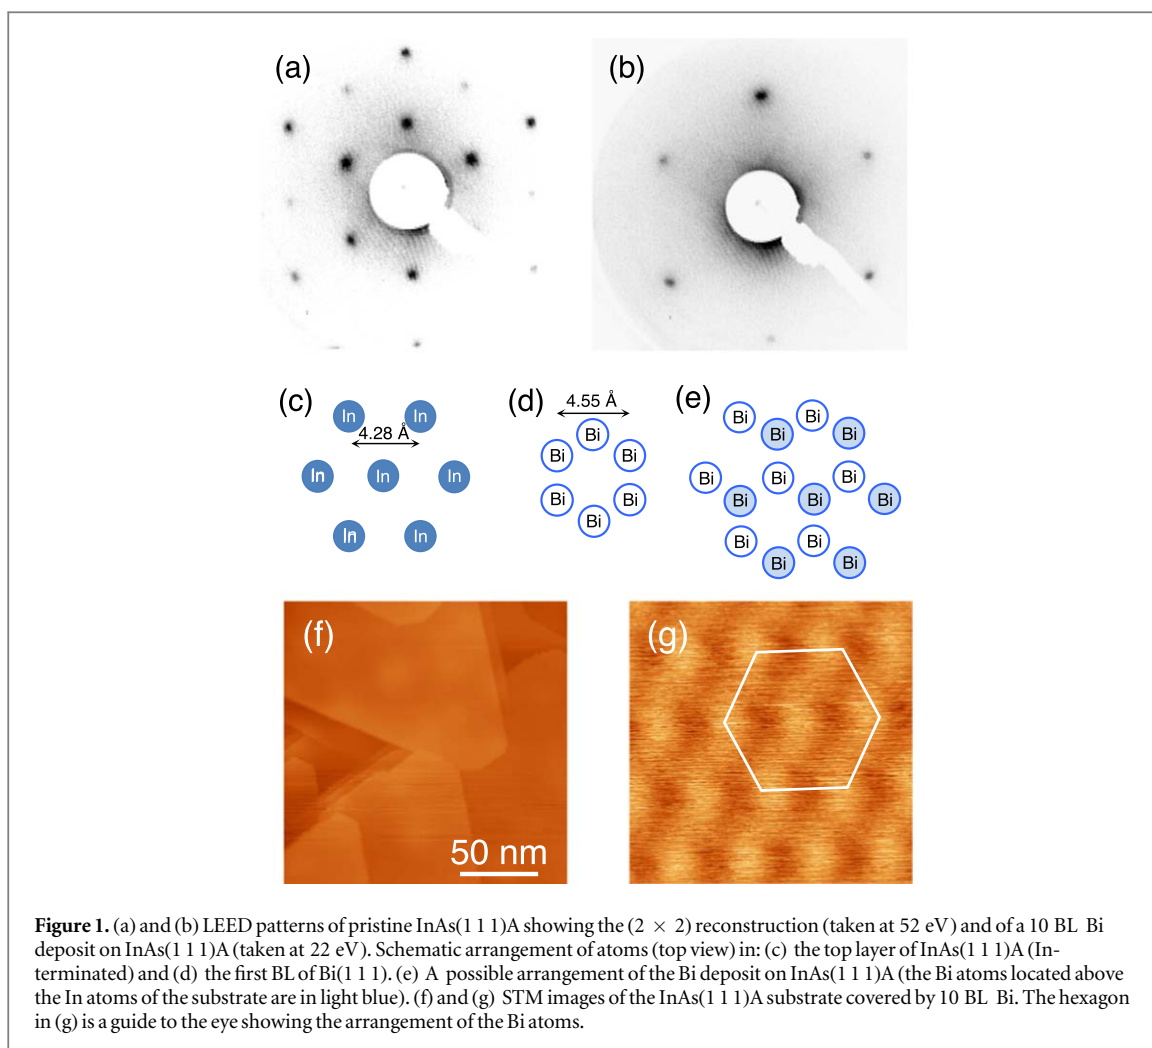 (a) (b)
(c) (d) (e)
4.55 Å
In In
4.28 Å
In In In
In In
Bi
Bi Bi
Bi Bi
Bi
Bi Bi
Bi Bi
Bi Bi Bi
Bi Bi Bi
Bi Bi
Bi Bi
(f) (g)
50 nm
Figure 1. (a) and (b) LEED patterns of pristine InAs(1 1 1)A showing the (2 × 2) reconstruction (taken at 52 eV) and of a 10 BL Bi
deposit on InAs(1 1 1)A (taken at 22 eV). Schematic arrangement of atoms (top view) in: (c) the top layer of InAs(1 1 1)A (In-
terminated) and (d) the first BL of Bi(1 1 1). (e) A possible arrangement of the Bi deposit on InAs(1 1 1)A (the Bi atoms located above
the In atoms of the substrate are in light blue). (f) and (g) STM images of the InAs(1 1 1)A substrate covered by 10 BL Bi. The hexagon
in (g) is a guide to the eye showing the arrangement of the Bi atoms.